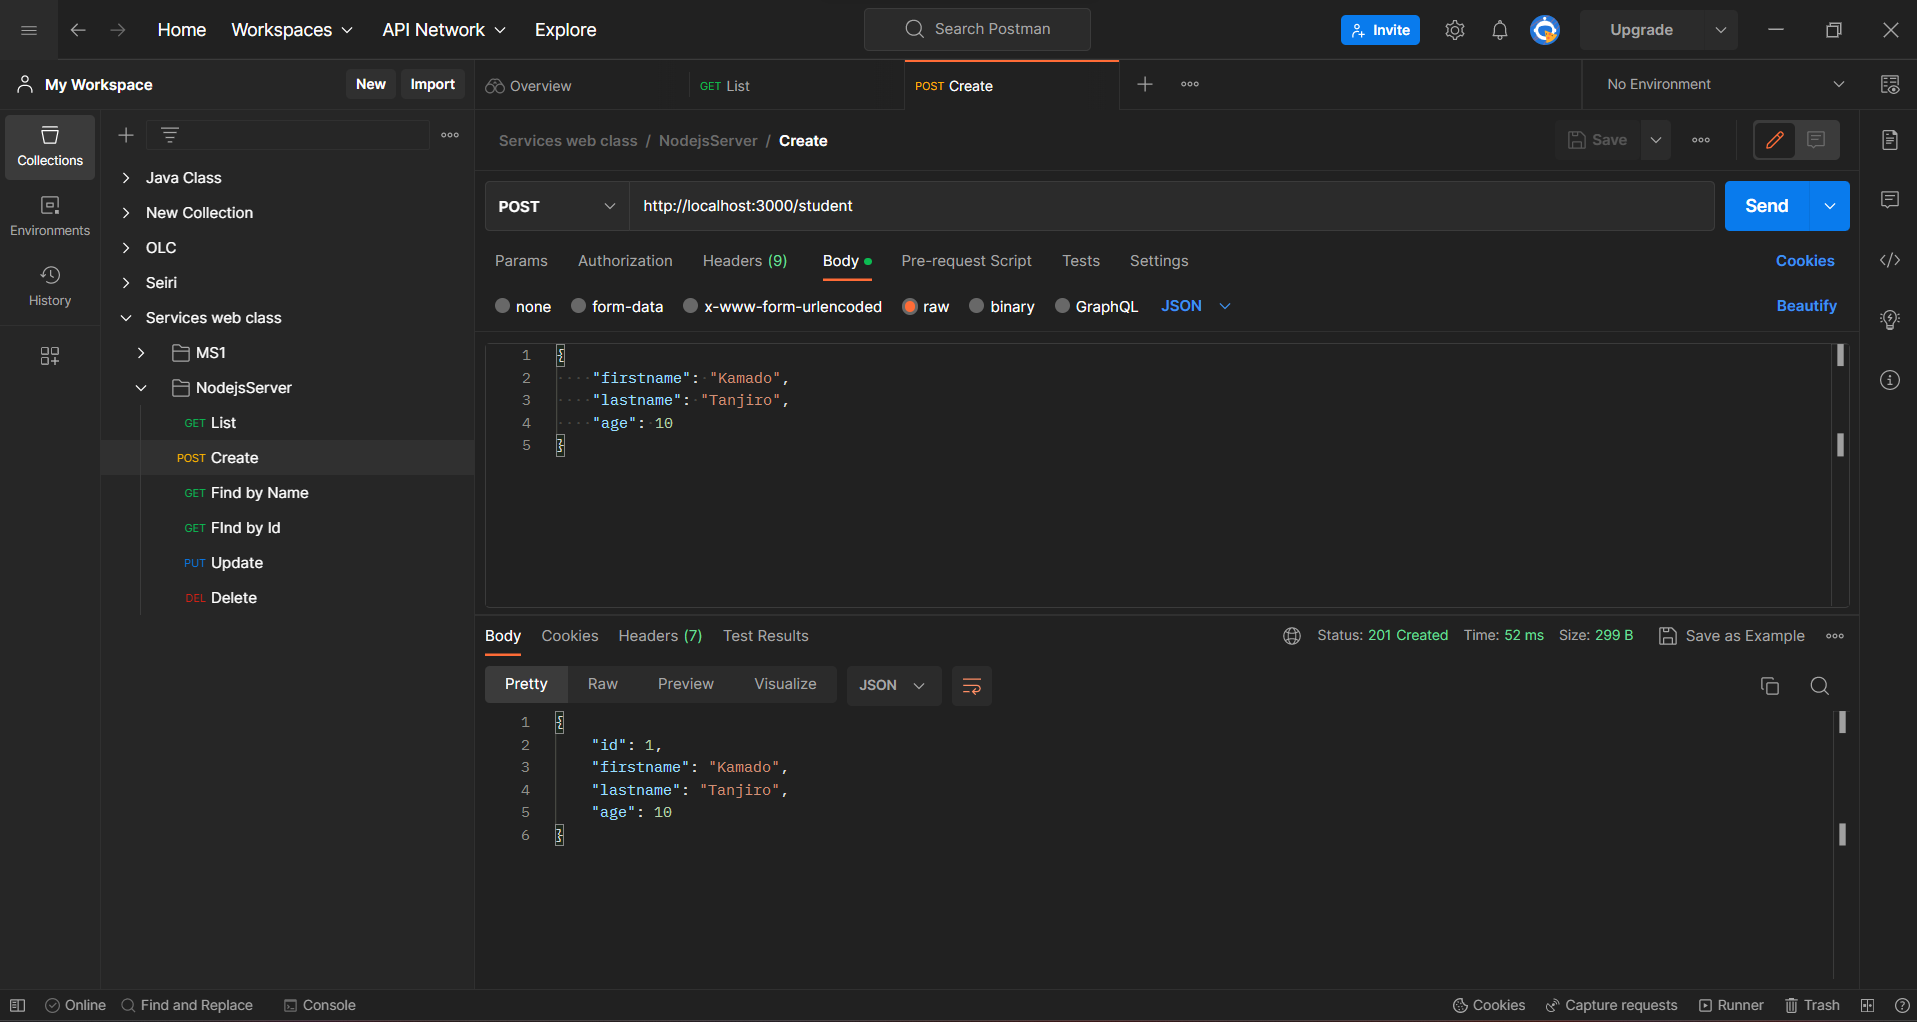 Home Workspaces API Network Explore Search Postman Invite Upgrade
My Workspace New Import Overview GET List POST Create No Environment
Collections
Environments
History
Java Class
New Collection
OLC
Seiri
Services web class
MS1
NodejsServer
GET List
POST Create
GET Find by Name
GET FInd by Id
PUT Update
DEL Delete
Services web class / NodejsServer / Create Save
POST http://localhost:3000/student Send
Params Authorization Headers (9) Body Pre-request Script Tests Settings Cookies
none form-data x-www-form-urlencoded raw binary GraphQL JSON Beautify
1 {
2 "firstname": "Kamado",
3 "lastname": "Tanjiro",
4 "age": 10
5 }
Body Cookies Headers (7) Test Results Status: 201 Created Time: 52 ms Size: 299 B Save as Example
Pretty Raw Preview Visualize JSON
1 {
2 "id": 1,
3 "firstname": "Kamado",
4 "lastname": "Tanjiro",
5 "age": 10
6 }
Online Find and Replace Console Cookies Capture requests Runner Trash